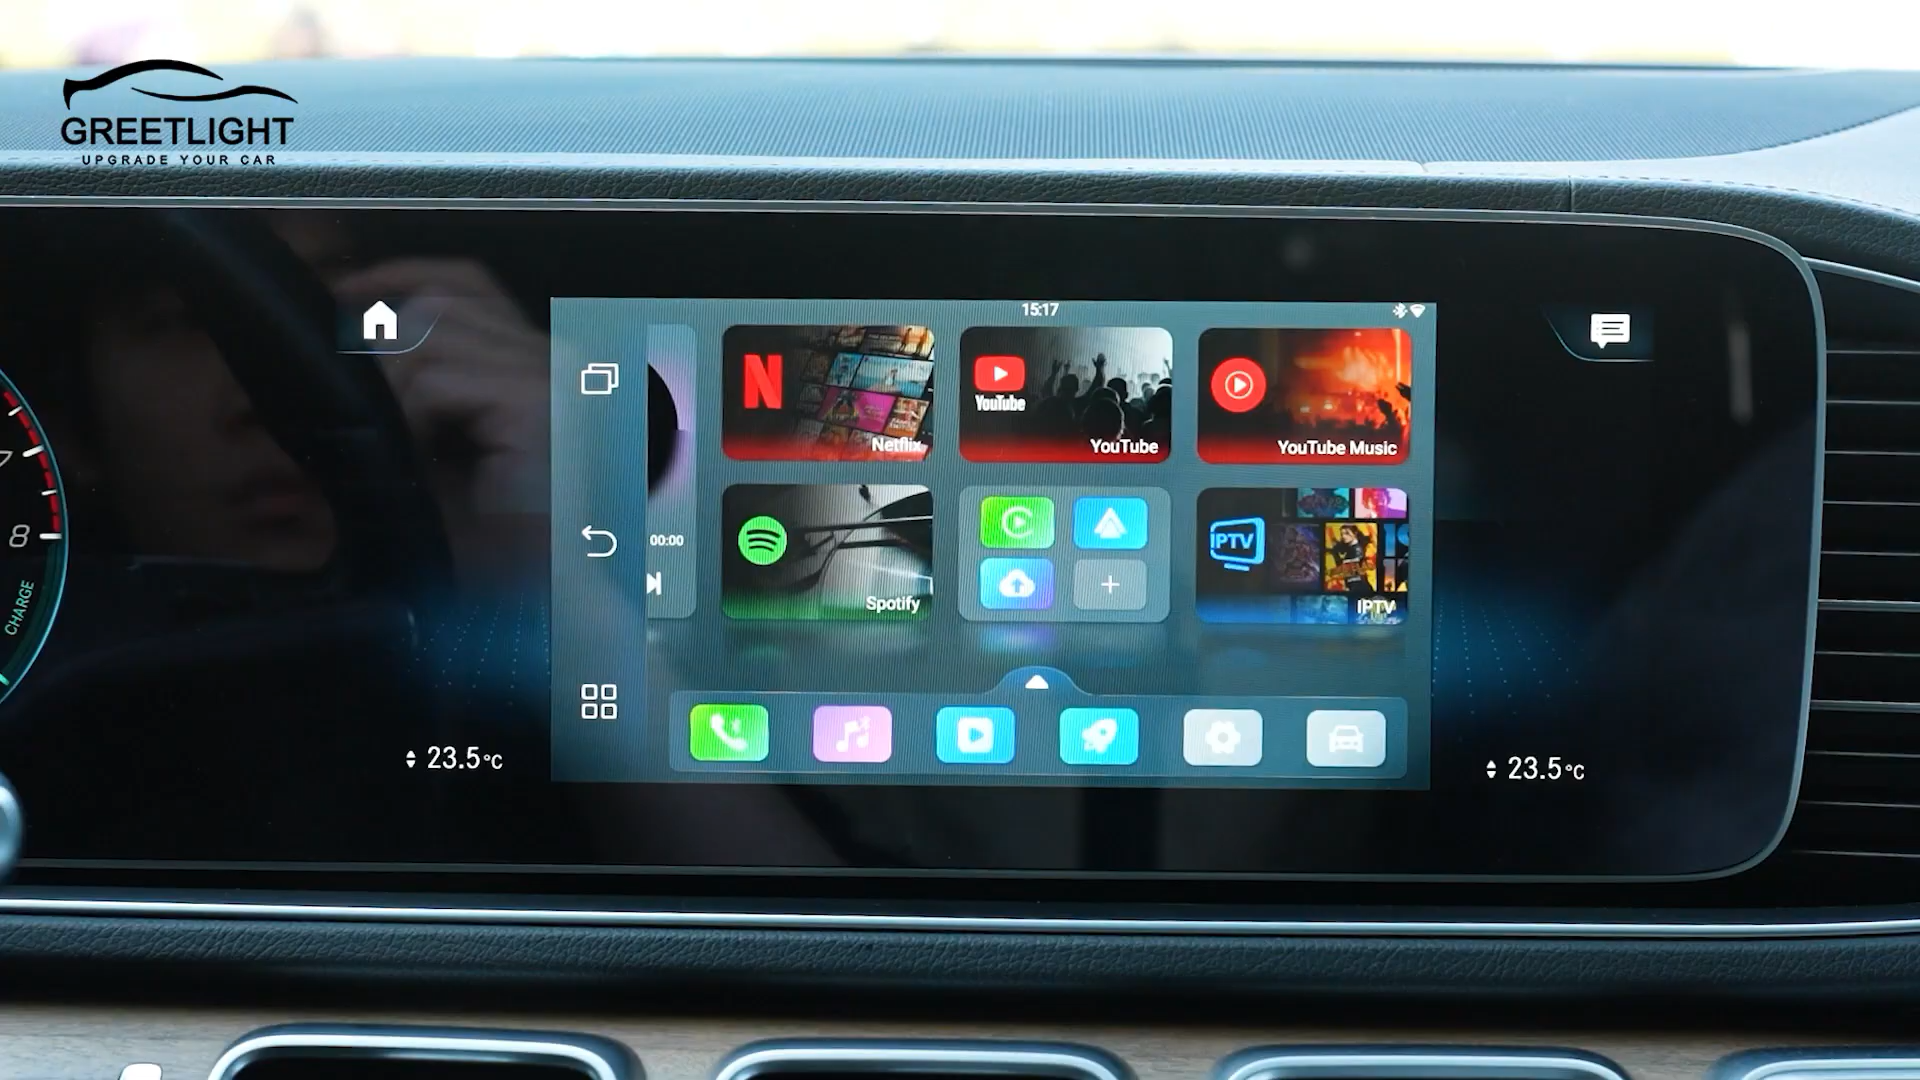 GREETLIGHT
UPGRADE YOUR CAR
15:17
N
YouTube
Netflix
YouTube
YouTube Music
7
8
CHARGE
00:00
IPTV
Spotify
IPTV
23.5°C
23.5°C